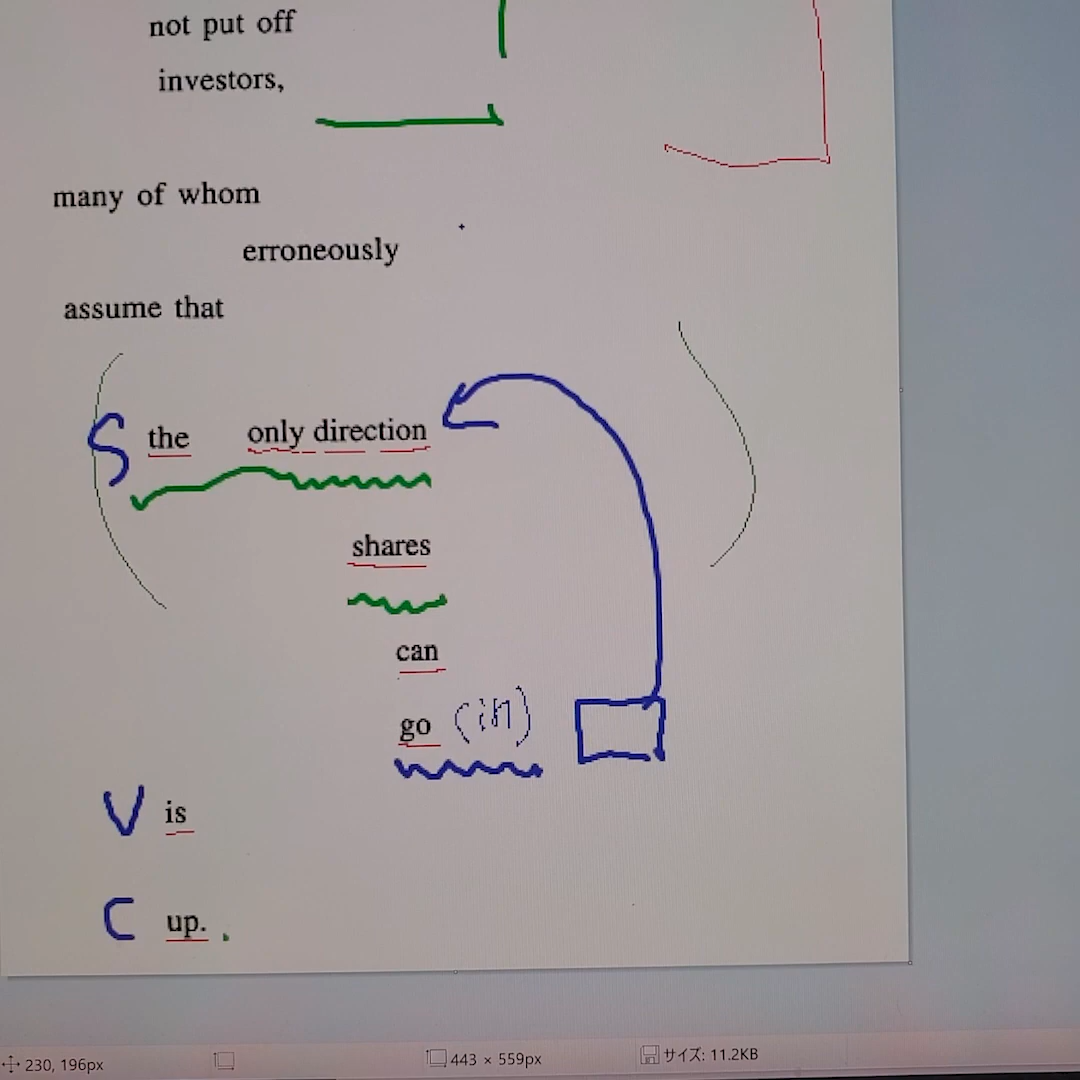 not put off
investors,
many of whom
erroneously
assume that
S the only direction
shares
can
go (in)
V is
C up.
230, 196px 443 × 559px サイズ: 11.2KB